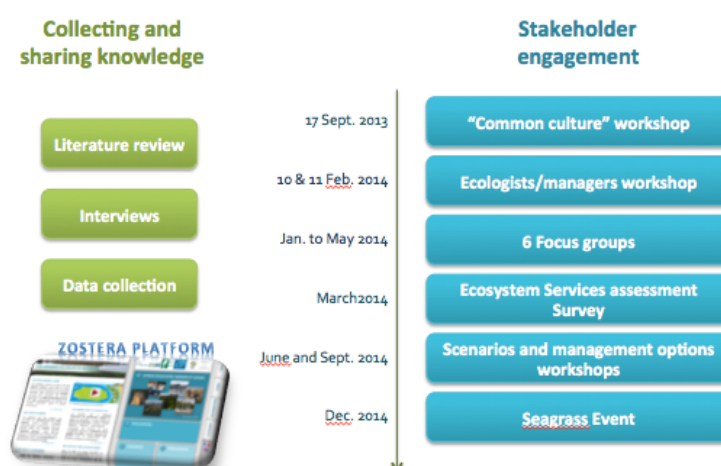 Collecting and
sharing knowledge
Literature review
Interviews
Data collection
ZOSTERA PLATFORM
Stakeholder
engagement
17 Sept. 2013
“Common culture” workshop
10 & 11 Feb. 2014
Ecologists/managers workshop
Jan. to May 2014
6 Focus groups
March2014
Ecosystem Services assessment
Survey
June and Sept. 2014
Scenarios and management options
workshops
Dec. 2014
Seagrass Event